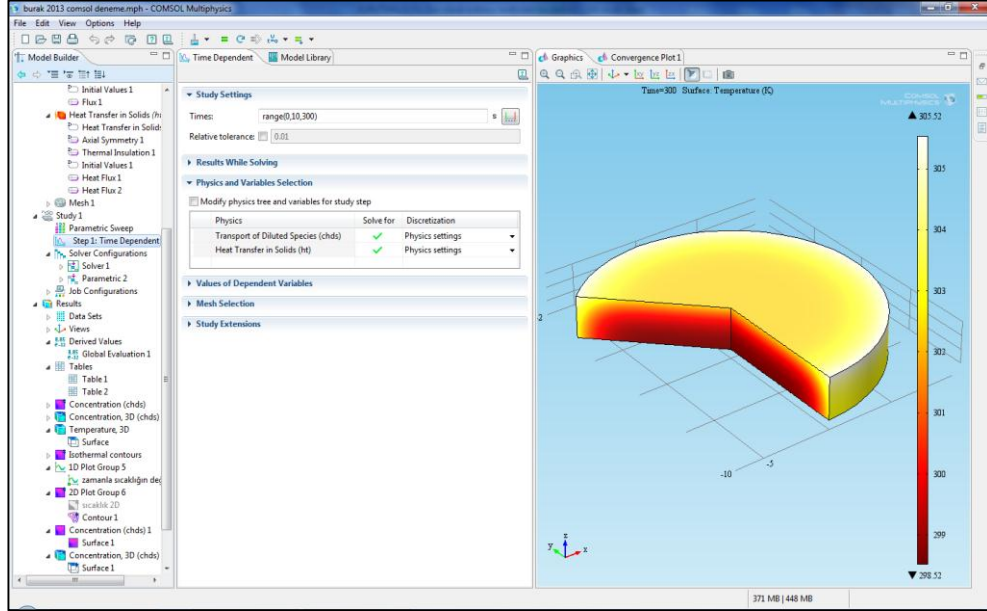 burak 2013 comsol deneme.mph - COMSOL Multiphysics
File Edit View Options Help
Model Builder
Time Dependent Model Library
Graphics Convergence Plot 1
Initial Values 1
Flux 1
Heat Transfer in Solids (ht
Heat Transfer in Solids
Axial Symmetry 1
Thermal Insulation 1
Initial Values 1
Heat Flux 1
Heat Flux 2
Mesh 1
Study 1
Parametric Sweep
Step 1: Time Dependent
Solver Configurations
Solver 1
Parametric 2
Job Configurations
Results
Data Sets
Views
Derived Values
Global Evaluation 1
Tables
Table 1
Table 2
Concentration (chds)
Concentration, 3D (chds)
Temperature, 3D
Surface
Isothermal contours
1D Plot Group 5
zamanla sıcaklığın değ
2D Plot Group 6
sıcaklık 2D
Contour 1
Concentration (chds) 1
Surface 1
Concentration, 3D (chds)
Surface 1
Study Settings
Times: range(0,10,300) s
Relative tolerance: 0.01
Results While Solving
Physics and Variables Selection
Modify physics tree and variables for study step
Physics Solve for Discretization
Transport of Diluted Species (chds) Physics settings
Heat Transfer in Solids (ht) Physics settings
Values of Dependent Variables
Mesh Selection
Study Extensions
Time=300 Surface: Temperature (K)
COMSOL
MULTIPHYSICS
305.52
305
304
303
302
301
300
299
298.52
-2
-5
-10
z
y x
371 MB | 448 MB